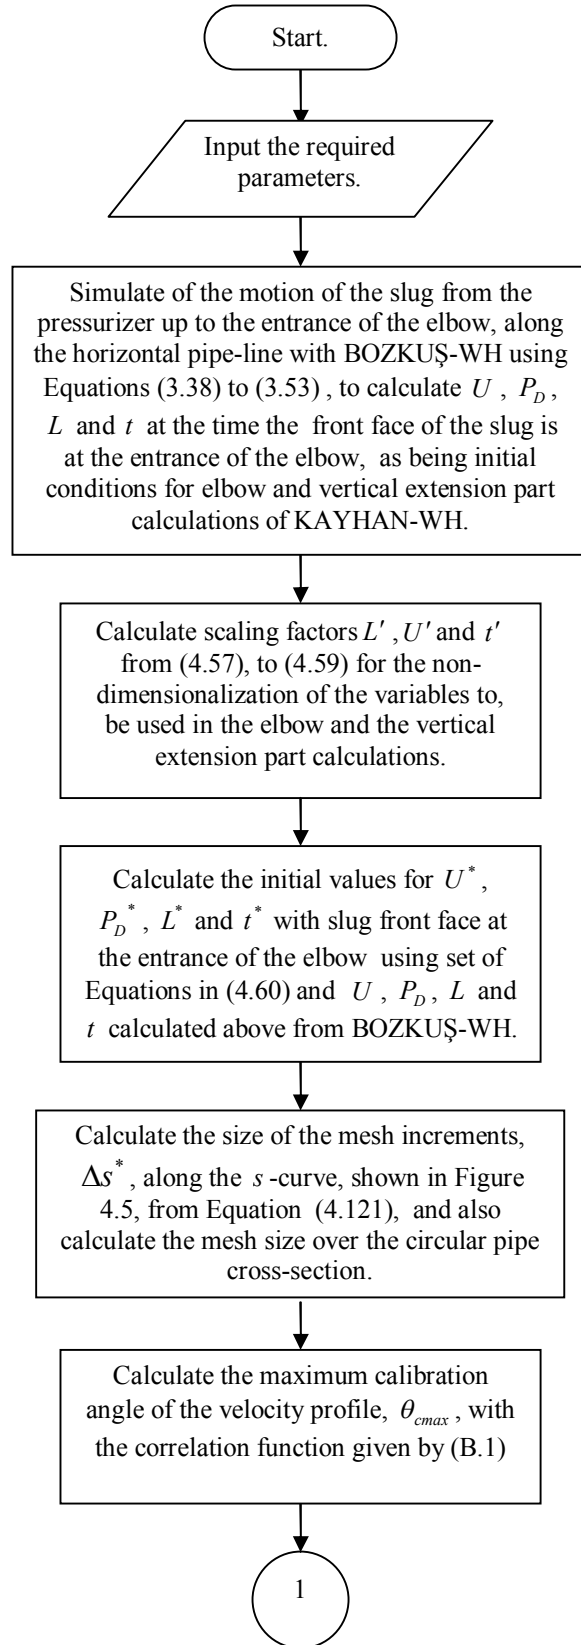 Start.
Input the required
parameters.
Simulate of the motion of the slug from the
pressurizer up to the entrance of the elbow, along
the horizontal pipe-line with BOZKUŞ-WH using
Equations (3.38) to (3.53) , to calculate U , P_D ,
L and t at the time the front face of the slug is
at the entrance of the elbow, as being initial
conditions for elbow and vertical extension part
calculations of KAYHAN-WH.
Calculate scaling factors L′ , U′ and t′
from (4.57), to (4.59) for the non-
dimensionalization of the variables to,
be used in the elbow and the vertical
extension part calculations.
Calculate the initial values for U^* ,
P_D^* , L^* and t^* with slug front face at
the entrance of the elbow using set of
Equations in (4.60) and U , P_D , L and
t calculated above from BOZKUŞ-WH.
Calculate the size of the mesh increments,
Δs^* , along the s -curve, shown in Figure
4.5, from Equation (4.121), and also
calculate the mesh size over the circular pipe
cross-section.
Calculate the maximum calibration
angle of the velocity profile, θ_cmax , with
the correlation function given by (B.1)
1